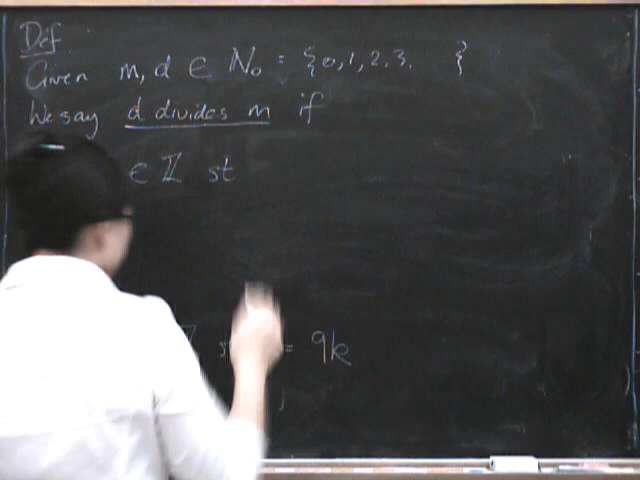 Def
Given m, d ∈ N₀ = {0, 1, 2, 3, }
We say d divides m if
∈ ℤ st
ℤ = 9k